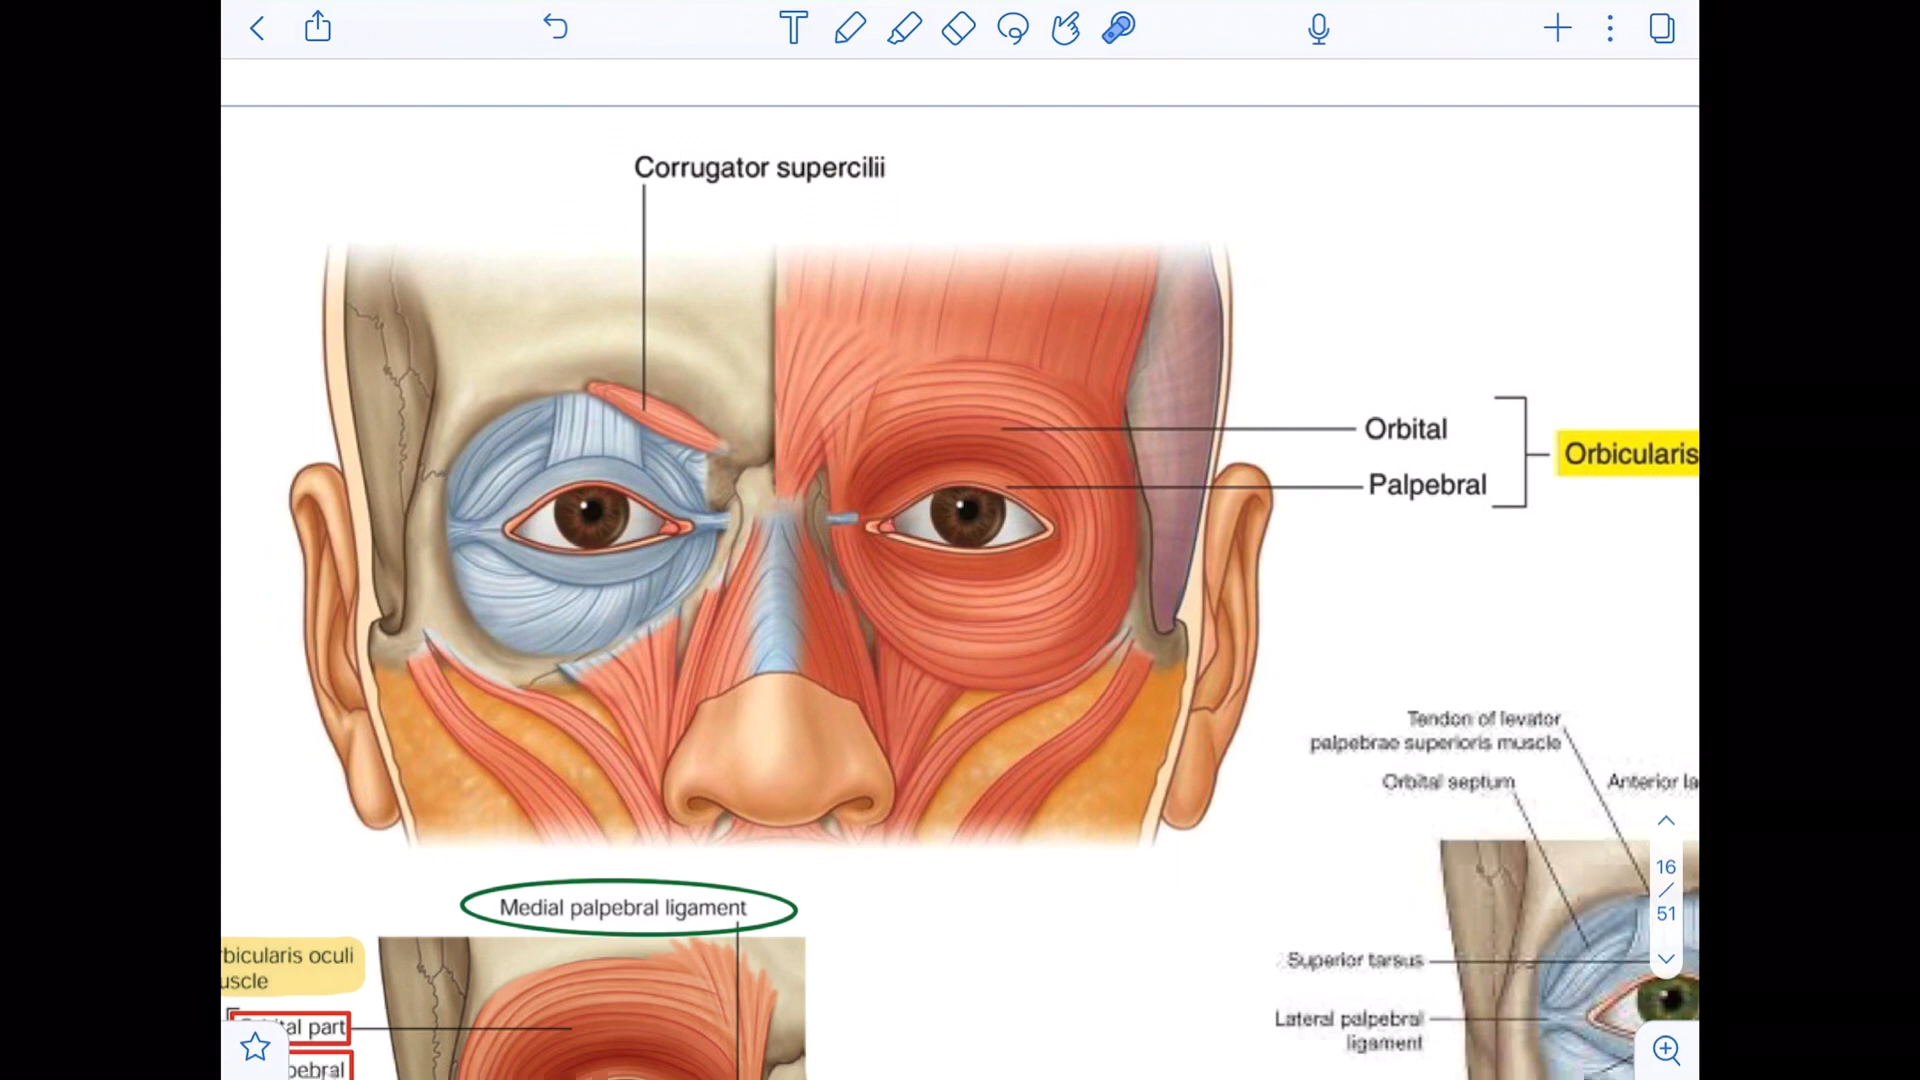 Corrugator supercilii
Orbital
Orbicularis
Palpebral
Tendon of levator
palpebrae superioris muscle
Orbital septum
Anterior la
16
/
51
Medial palpebral ligament
bicularis oculi
uscle
Superior tarsus
tal part
Lateral palpebral
ligament
pebral